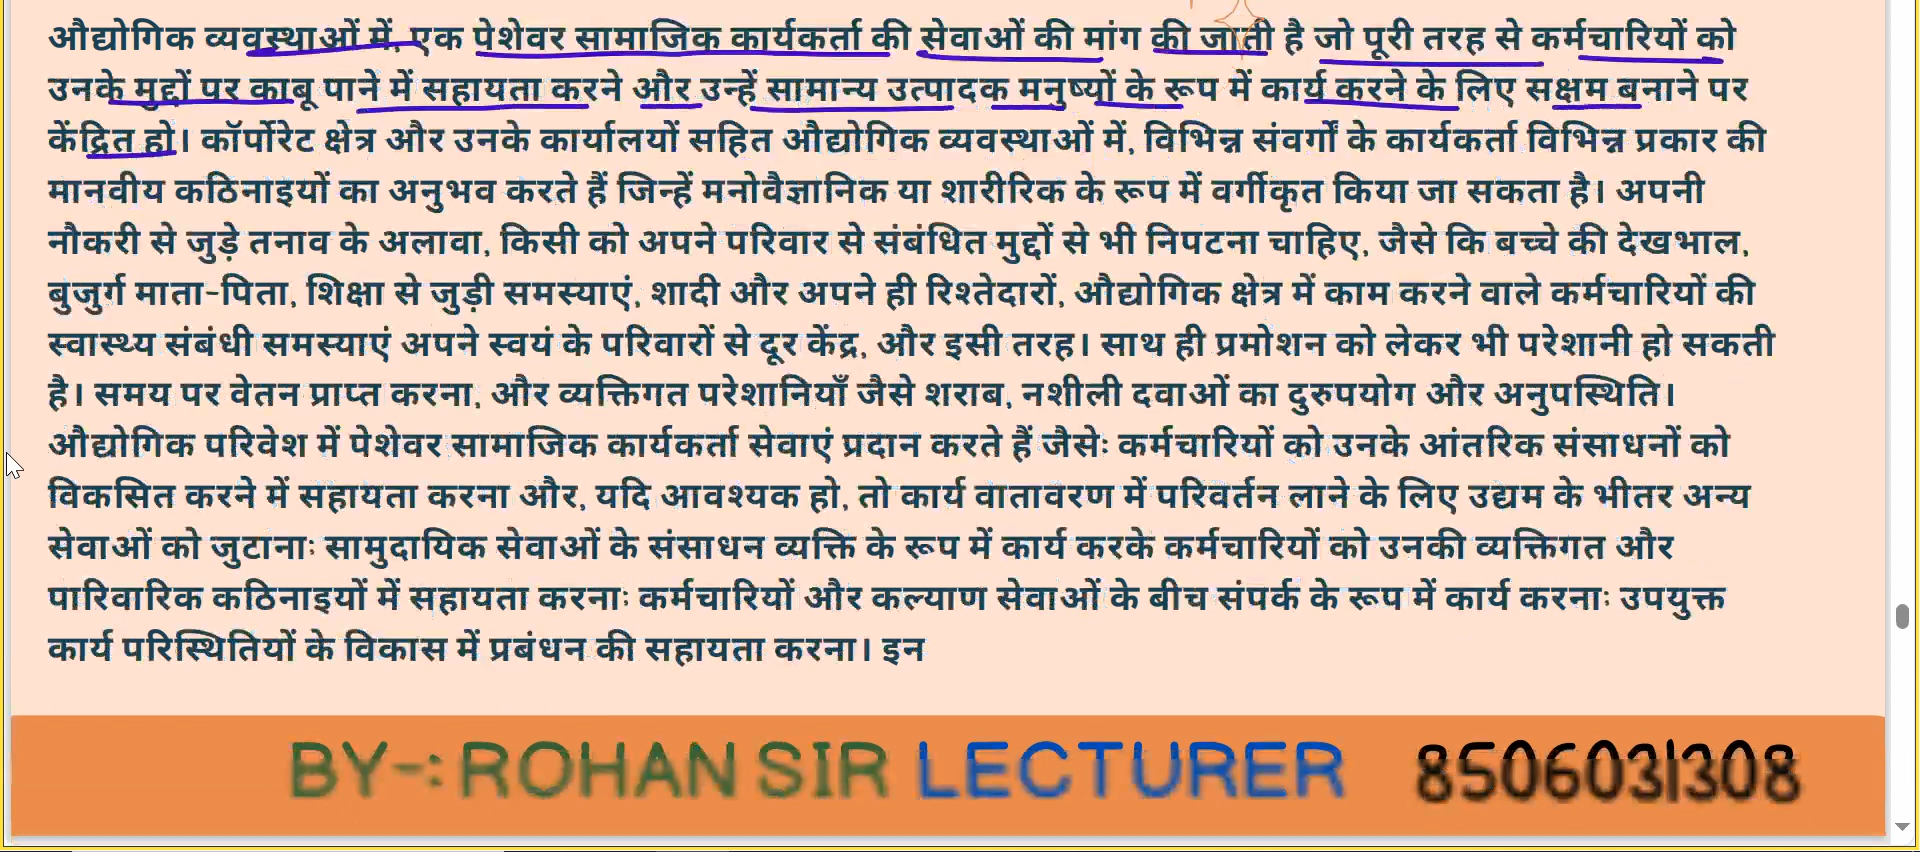 औद्योगिक व्यवस्थाओं में, एक पेशेवर सामाजिक कार्यकर्ता की सेवाओं की मांग की जाती है जो पूरी तरह से कर्मचारियों को
उनके मुद्दों पर काबू पाने में सहायता करने और उन्हें सामान्य उत्पादक मनुष्यों के रूप में कार्य करने के लिए सक्षम बनाने पर
केंद्रित हो। कॉर्पोरेट क्षेत्र और उनके कार्यालयों सहित औद्योगिक व्यवस्थाओं में, विभिन्न संवर्गों के कार्यकर्ता विभिन्न प्रकार की
मानवीय कठिनाइयों का अनुभव करते हैं जिन्हें मनोवैज्ञानिक या शारीरिक के रूप में वर्गीकृत किया जा सकता है। अपनी
नौकरी से जुड़े तनाव के अलावा, किसी को अपने परिवार से संबंधित मुद्दों से भी निपटना चाहिए, जैसे कि बच्चे की देखभाल,
बुजुर्ग माता-पिता, शिक्षा से जुड़ी समस्याएं, शादी और अपने ही रिश्तेदारों, औद्योगिक क्षेत्र में काम करने वाले कर्मचारियों की
स्वास्थ्य संबंधी समस्याएं अपने स्वयं के परिवारों से दूर केंद्र, और इसी तरह। साथ ही प्रमोशन को लेकर भी परेशानी हो सकती
है। समय पर वेतन प्राप्त करना, और व्यक्तिगत परेशानियाँ जैसे शराब, नशीली दवाओं का दुरुपयोग और अनुपस्थिति।
औद्योगिक परिवेश में पेशेवर सामाजिक कार्यकर्ता सेवाएं प्रदान करते हैं जैसेः कर्मचारियों को उनके आंतरिक संसाधनों को
विकसित करने में सहायता करना और, यदि आवश्यक हो, तो कार्य वातावरण में परिवर्तन लाने के लिए उद्यम के भीतर अन्य
सेवाओं को जुटाना; सामुदायिक सेवाओं के संसाधन व्यक्ति के रूप में कार्य करके कर्मचारियों को उनकी व्यक्तिगत और
पारिवारिक कठिनाइयों में सहायता करना; कर्मचारियों और कल्याण सेवाओं के बीच संपर्क के रूप में कार्य करना; उपयुक्त
कार्य परिस्थितियों के विकास में प्रबंधन की सहायता करना। इन
BY-: ROHAN SIR LECTURER 8506031308